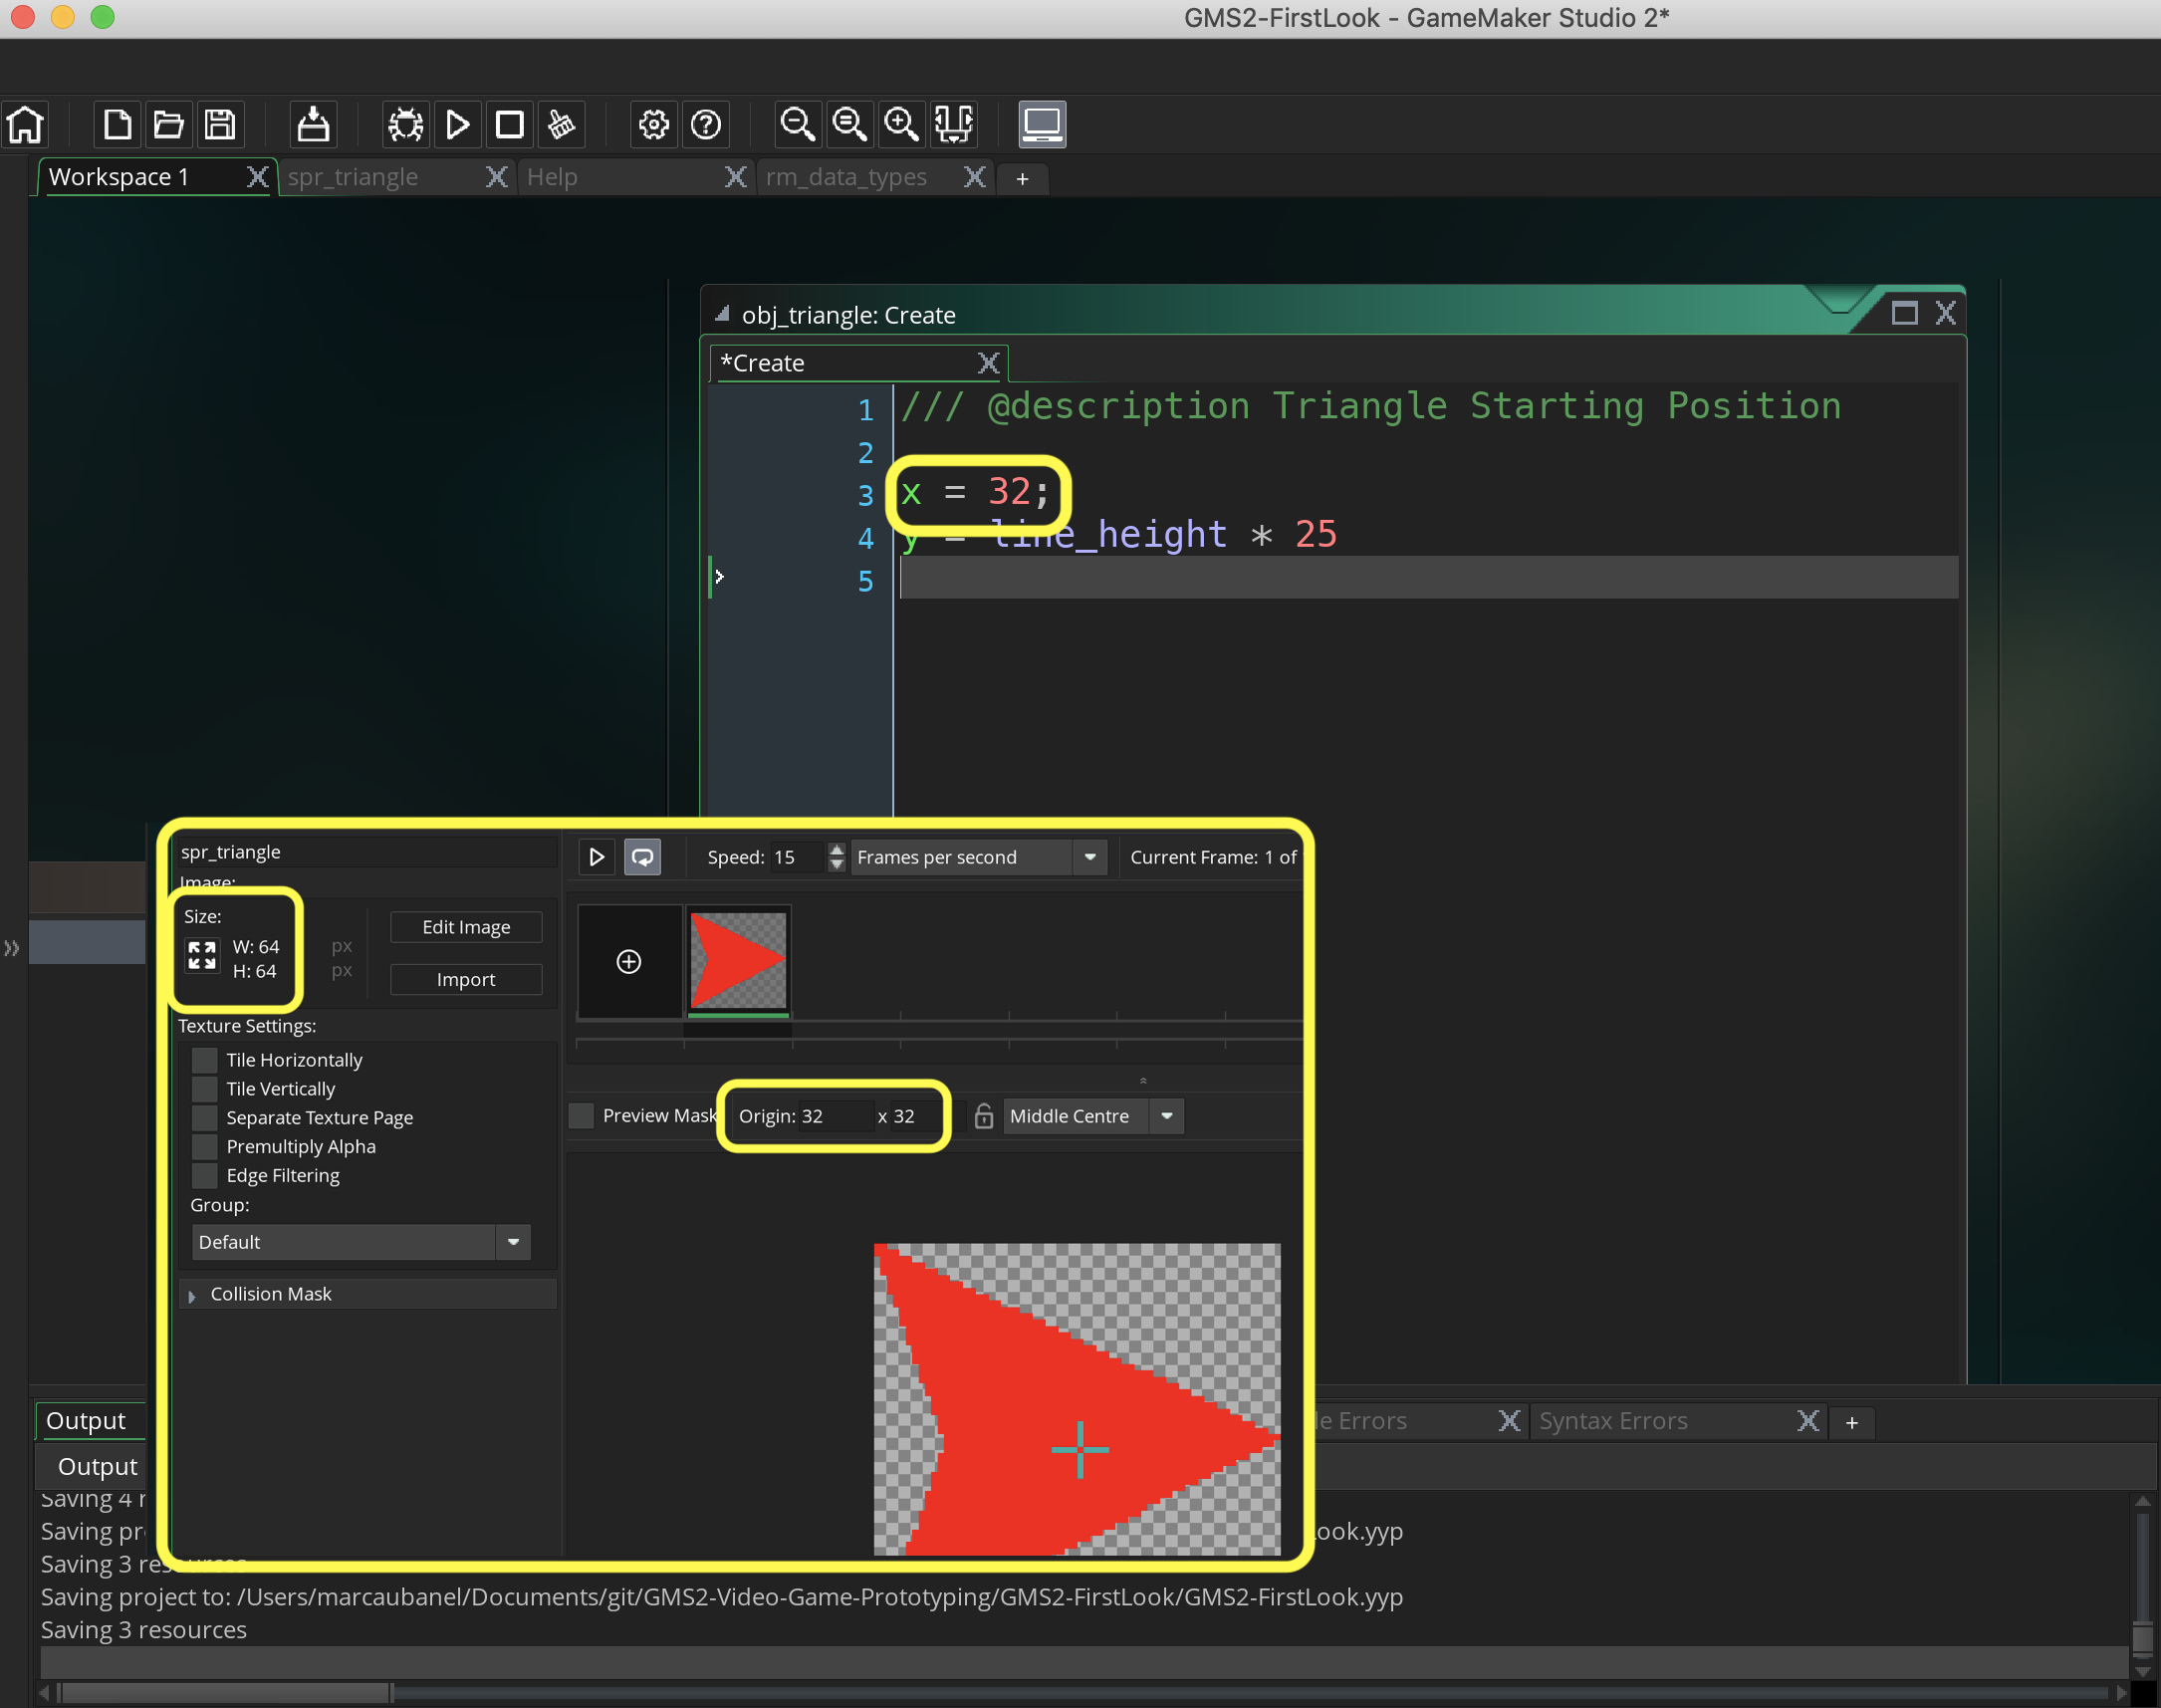 GMS2-FirstLook - GameMaker Studio 2*
Workspace 1
spr_triangle
Help
rm_data_types
+
obj_triangle: Create
*Create
1 /// @description Triangle Starting Position
2
3 x = 32;
4 y = line_height * 25
5
spr_triangle
Image:
Size:
W: 64 px
H: 64 px
Edit Image
Import
Texture Settings:
Tile Horizontally
Tile Vertically
Separate Texture Page
Premultiply Alpha
Edge Filtering
Group:
Default
Collision Mask
Speed: 15 Frames per second Current Frame: 1 of
Preview Mask Origin: 32 x 32 Middle Centre
Output
Errors
Syntax Errors
+
Output
Saving 4
Saving
ook.yyp
Saving 3 resources
Saving project to: /Users/marcaubanel/Documents/git/GMS2-Video-Game-Prototyping/GMS2-FirstLook/GMS2-FirstLook.yyp
Saving 3 resources